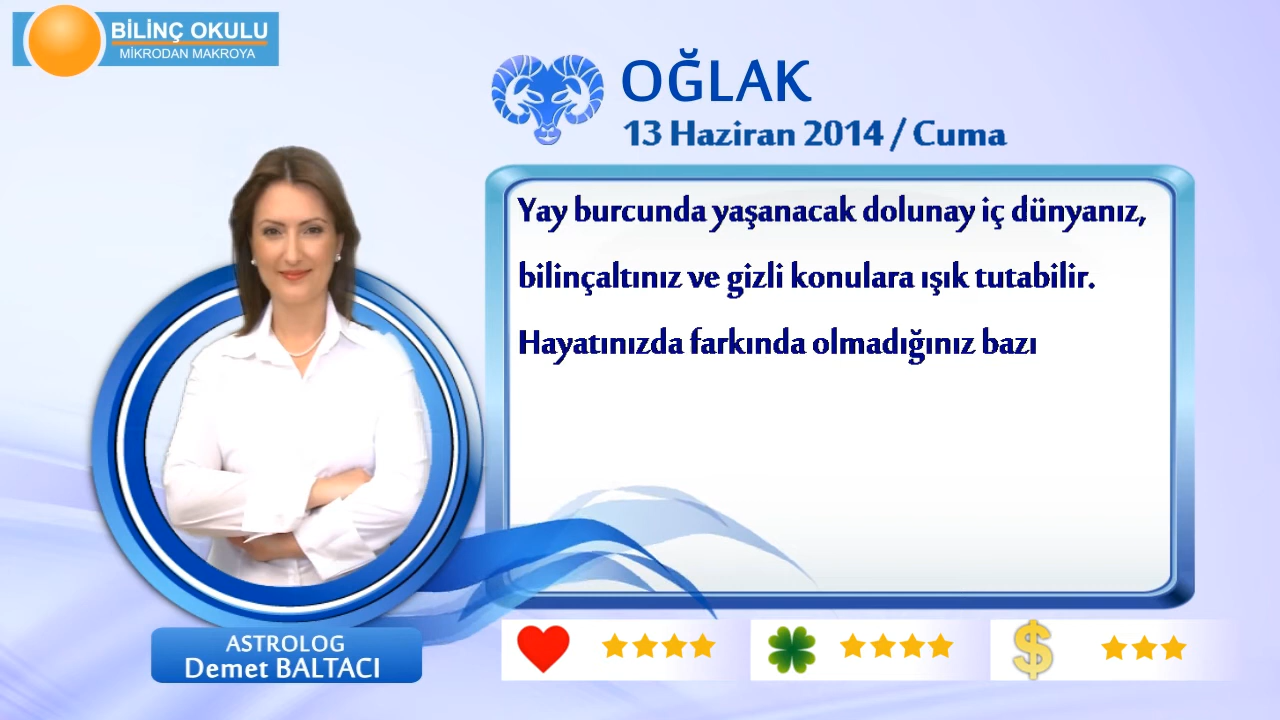 BİLİNÇ OKULU
MİKRODAN MAKROYA
OĞLAK
13 Haziran 2014 / Cuma
Yay burcunda yaşanacak dolunay iç dünyanız,
bilinçaltınız ve gizli konulara ışık tutabilir.
Hayatınızda farkında olmadığınız bazı
ASTROLOG
Demet BALTACI